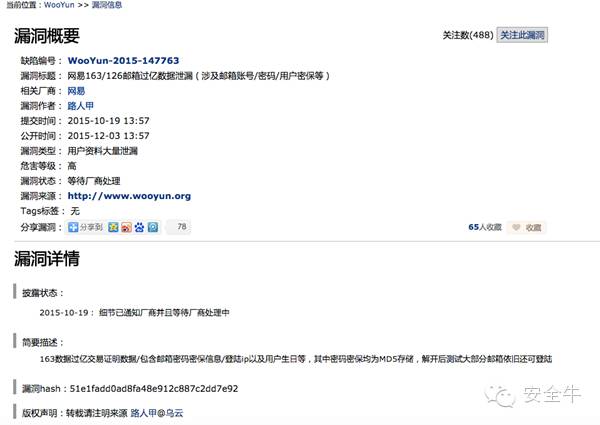 当前位置：WooYun >> 漏洞信息
漏洞概要
关注数(488) 关注此漏洞
缺陷编号： WooYun-2015-147763
漏洞标题： 网易163/126邮箱过亿数据泄漏（涉及邮箱账号/密码/用户密保等）
相关厂商： 网易
漏洞作者： 路人甲
提交时间： 2015-10-19 13:57
公开时间： 2015-12-03 13:57
漏洞类型： 用户资料大量泄漏
危害等级： 高
漏洞状态： 等待厂商处理
漏洞来源： http://www.wooyun.org
Tags标签： 无
分享漏洞： 分享到 78
65人收藏 收藏
漏洞详情
披露状态：
2015-10-19： 细节已通知厂商并且等待厂商处理中
简要描述：
163数据过亿交易证明数据/包含邮箱密码密保信息/登陆ip以及用户生日等，其中密码密保均为MD5存储，解开后测试大部分邮箱依旧还可登陆
漏洞hash：51e1fadd0ad8fa48e912c887c2dd7e92
版权声明：转载请注明来源 路人甲@乌云
安全牛